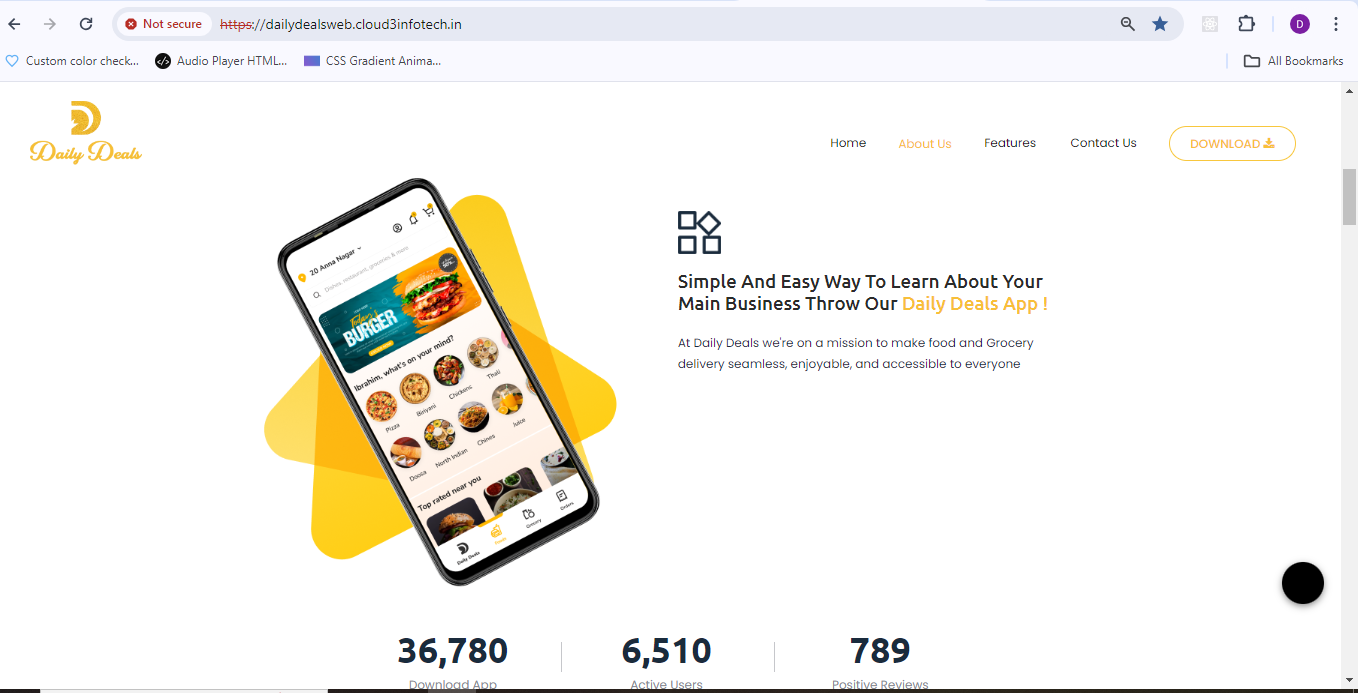 Not secure https://dailydealsweb.cloud3infotech.in D
Custom color check... Audio Player HTML... CSS Gradient Anima... All Bookmarks
Daily Deals
Home About Us Features Contact Us DOWNLOAD
20 Anna Nagar
Dishes, restaurant, groceries & more
Today's
BURGER
Ibrahim, what's on your mind?
Pizza Biriyani Chickens Thali
Doosa North Indian Chines Juice
Top rated near you
Daily Deals Grocery Orders
Simple And Easy Way To Learn About Your
Main Business Throw Our Daily Deals App !
At Daily Deals we're on a mission to make food and Grocery
delivery seamless, enjoyable, and accessible to everyone
36,780 6,510 789
Download App Active Users Positive Reviews